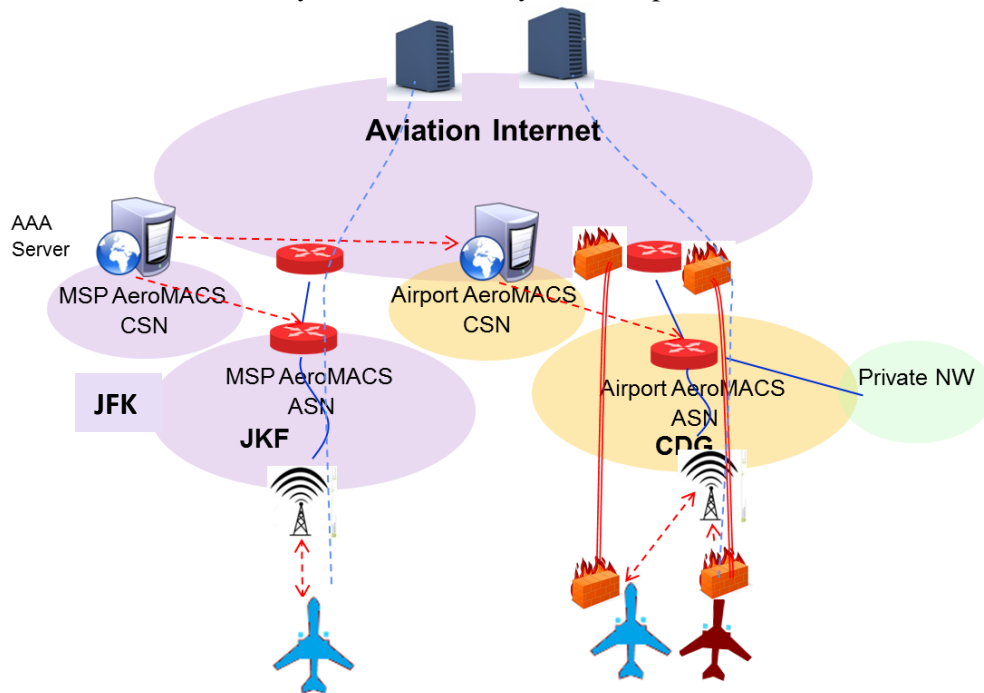 Aviation Internet
AAA
Server
MSP AeroMACS
CSN
Airport AeroMACS
CSN
MSP AeroMACS
ASN
JFK
JKF
Airport AeroMACS
ASN
CDG
Private NW